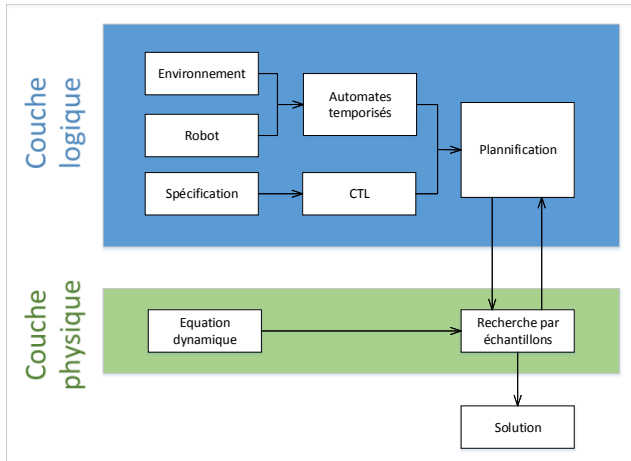 Couche
logique
Environnement
Robot
Spécification
Automates
temporisés
CTL
Plannification
Couche
physique
Equation
dynamique
Recherche par
échantillons
Solution